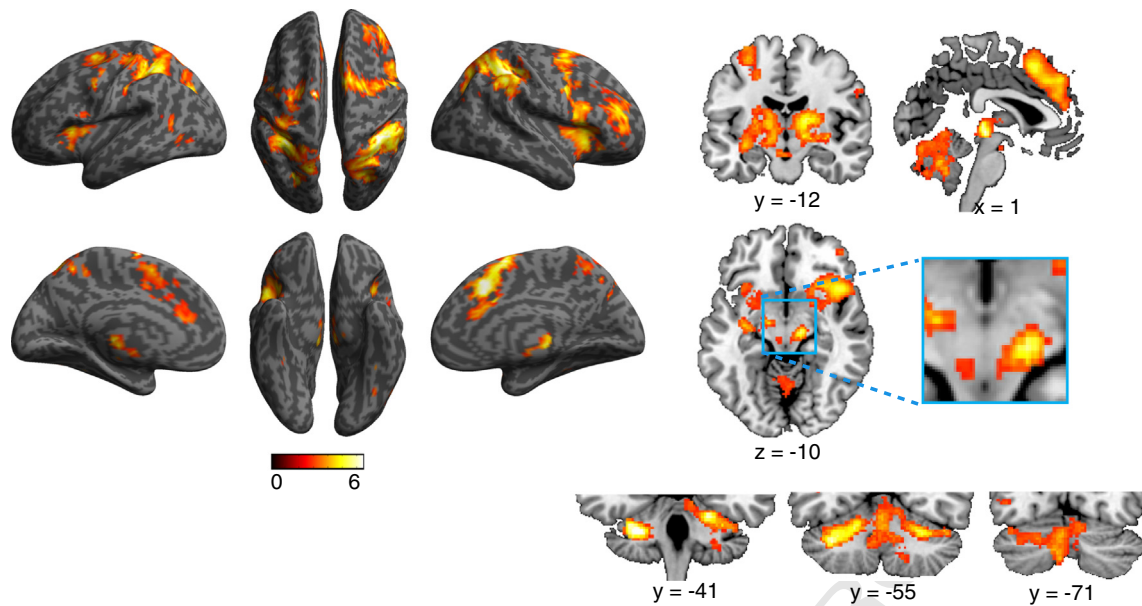 y = -12
x = 1
z = -10
0 6
y = -41
y = -55
y = -71